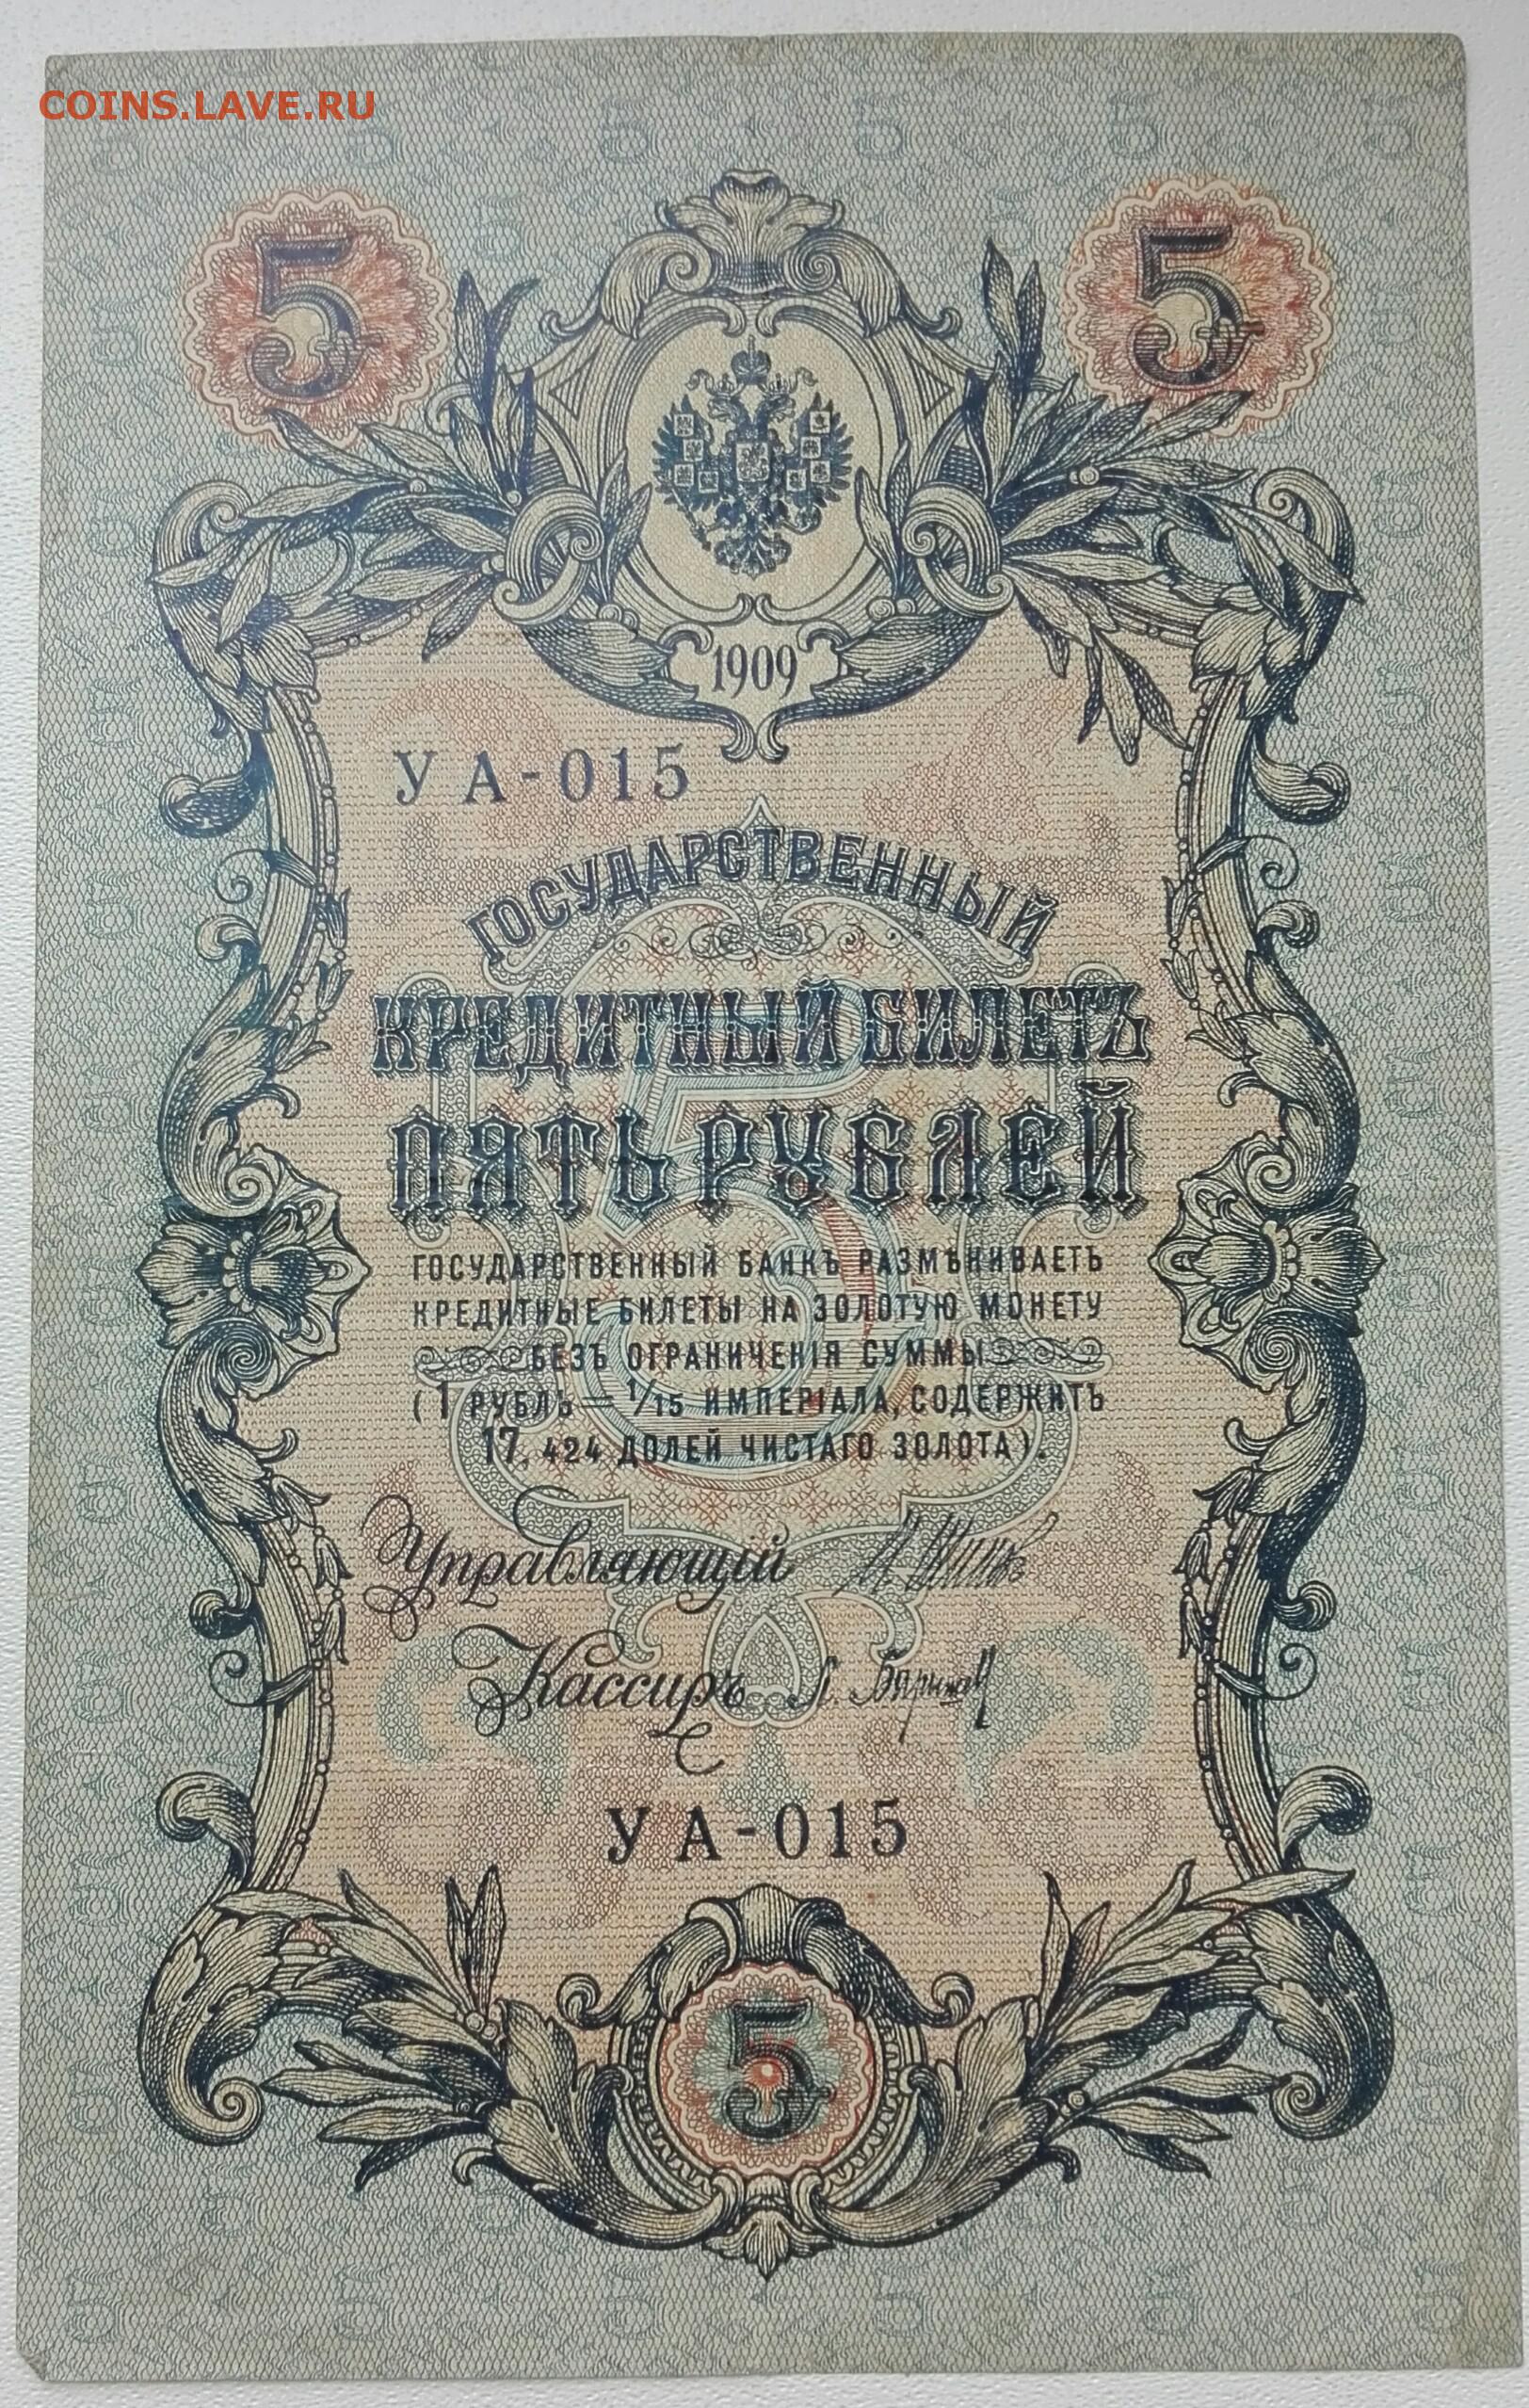 COINS.LAVE.RU
5 5
1909
УА-015
ГОСУДАРСТВЕННЫЙ
КРЕДИТНЫЙ БИЛЕТЪ
ПЯТЬ РУБЛЕЙ
ГОСУДАРСТВЕННЫЙ БАНКЪ РАЗМѢНИВАЕТЪ
КРЕДИТНЫЕ БИЛЕТЫ НА ЗОЛОТУЮ МОНЕТУ
БЕЗЪ ОГРАНИЧЕНІЯ СУММЫ
(1 РУБЛЬ = 1/15 ИМПЕРІАЛА, СОДЕРЖИТЪ
17,424 ДОЛЕЙ ЧИСТАГО ЗОЛОТА).
Управляющій И. Шипов
Кассиръ
УА-015
5